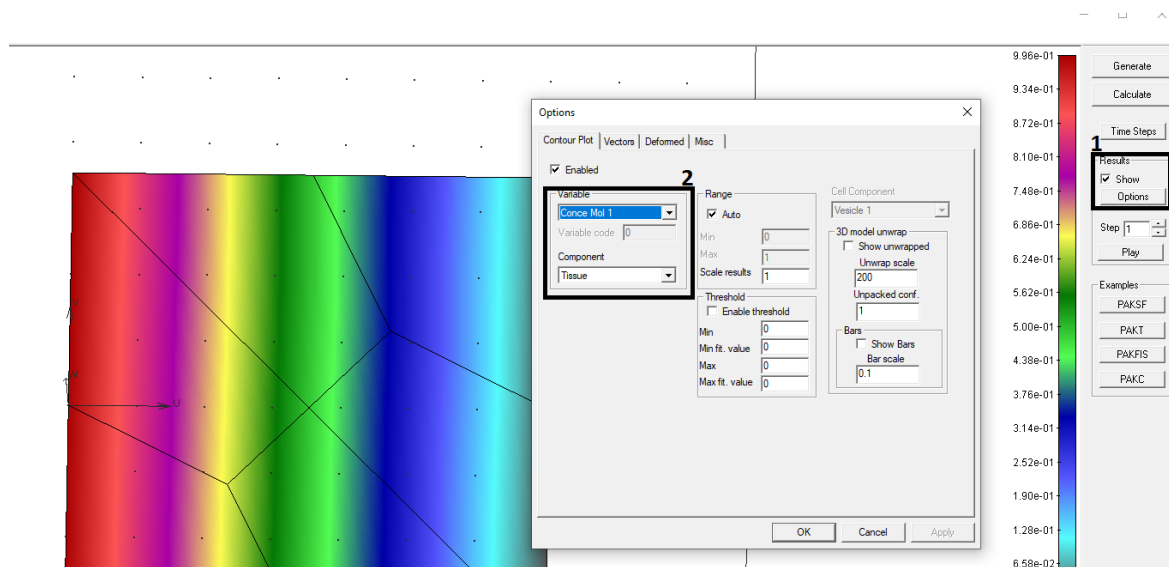 9.96e-01
9.34e-01
8.72e-01
8.10e-01
7.48e-01
6.86e-01
6.24e-01
5.62e-01
5.00e-01
4.38e-01
3.76e-01
3.14e-01
2.52e-01
1.90e-01
1.28e-01
6.58e-02
Generate
Calculate
Time Steps
1
Results
Show
Options
Step 1
Play
Examples
PAKSF
PAKT
PAKFIS
PAKC
Options
Contour Plot Vectors Deformed Misc
Enabled
2
Variable
Conce Mol 1
Variable code 0
Component
Tissue
Range
Auto
Min 0
Max 1
Scale results 1
Threshold
Enable threshold
Min 0
Min fit. value 0
Max 0
Max fit. value 0
Cell Component
Vesicle 1
3D model unwrap
Show unwrapped
Unwrap scale
200
Unpacked conf.
1
Bars
Show Bars
Bar scale
0.1
OK Cancel Apply
U